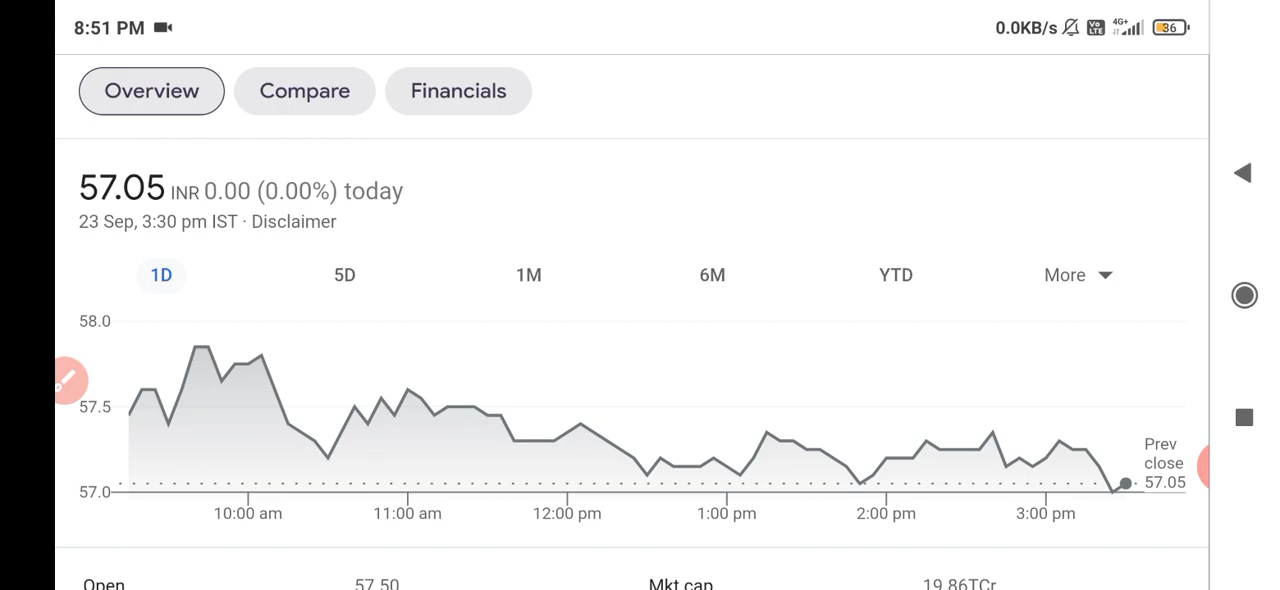 8:51 PM 0.0KB/s Vo LTE 4G+ 36
Overview Compare Financials
57.05 INR 0.00 (0.00%) today
23 Sep, 3:30 pm IST · Disclaimer
1D 5D 1M 6M YTD More
58.0
57.5
57.0
Prev
close
57.05
10:00 am 11:00 am 12:00 pm 1:00 pm 2:00 pm 3:00 pm
Open 57.50 Mkt cap 19.86TCr